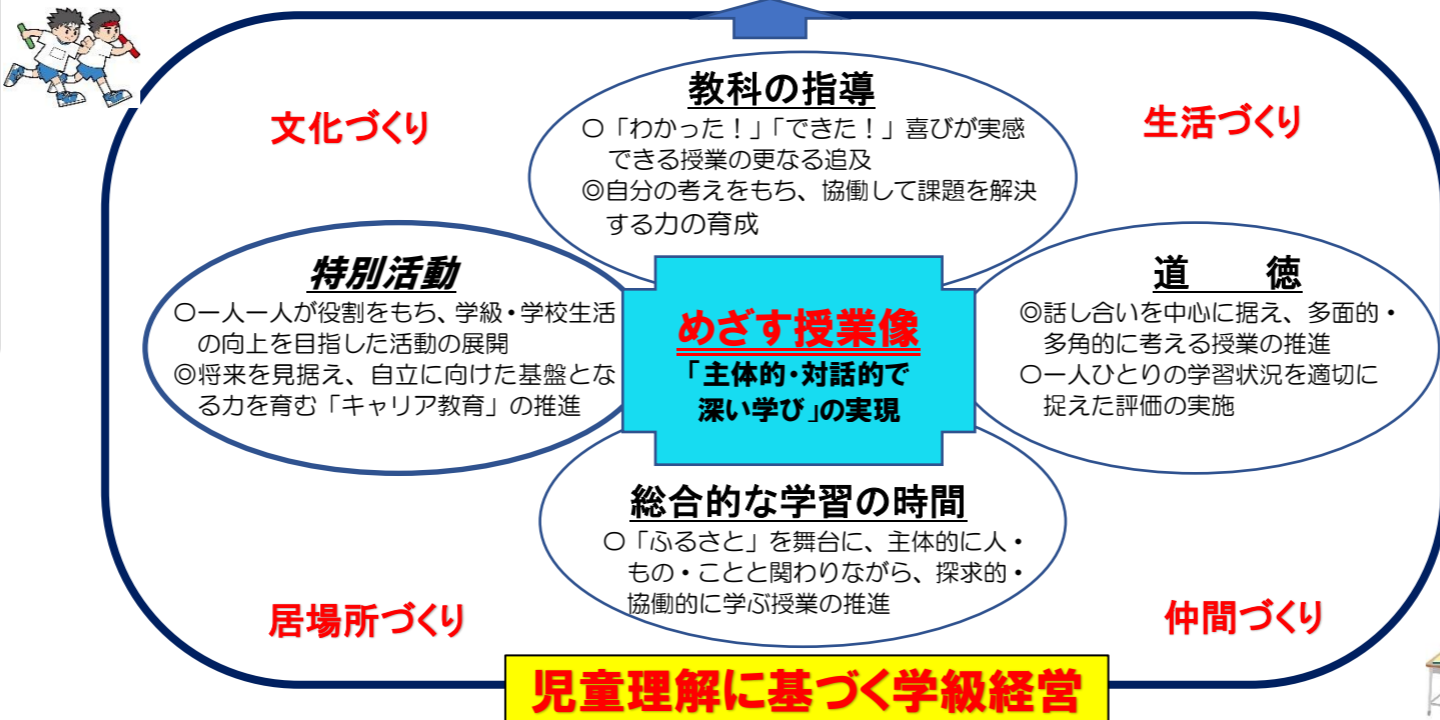 教科の指導
〇「わかった！」「できた！」喜びが実感
できる授業の更なる追及
◎自分の考えをもち、協働して課題を解決
する力の育成
文化づくり
生活づくり
特別活動
〇一人一人が役割をもち、学級・学校生活
の向上を目指した活動の展開
◎将来を見据え、自立に向けた基盤とな
る力を育む「キャリア教育」の推進
めざす授業像
「主体的・対話的で
深い学び」の実現
道　　徳
◎話し合いを中心に据え、多面的・
多角的に考える授業の推進
〇一人ひとりの学習状況を適切に
捉えた評価の実施
総合的な学習の時間
〇「ふるさと」を舞台に、主体的に人・
もの・ことと関わりながら、探求的・
協働的に学ぶ授業の推進
居場所づくり
仲間づくり
児童理解に基づく学級経営